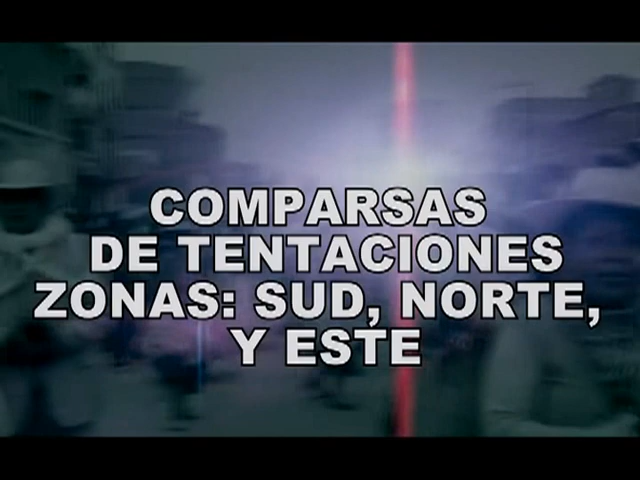 COMPARSAS
DE TENTACIONES
ZONAS: SUD, NORTE,
Y ESTE